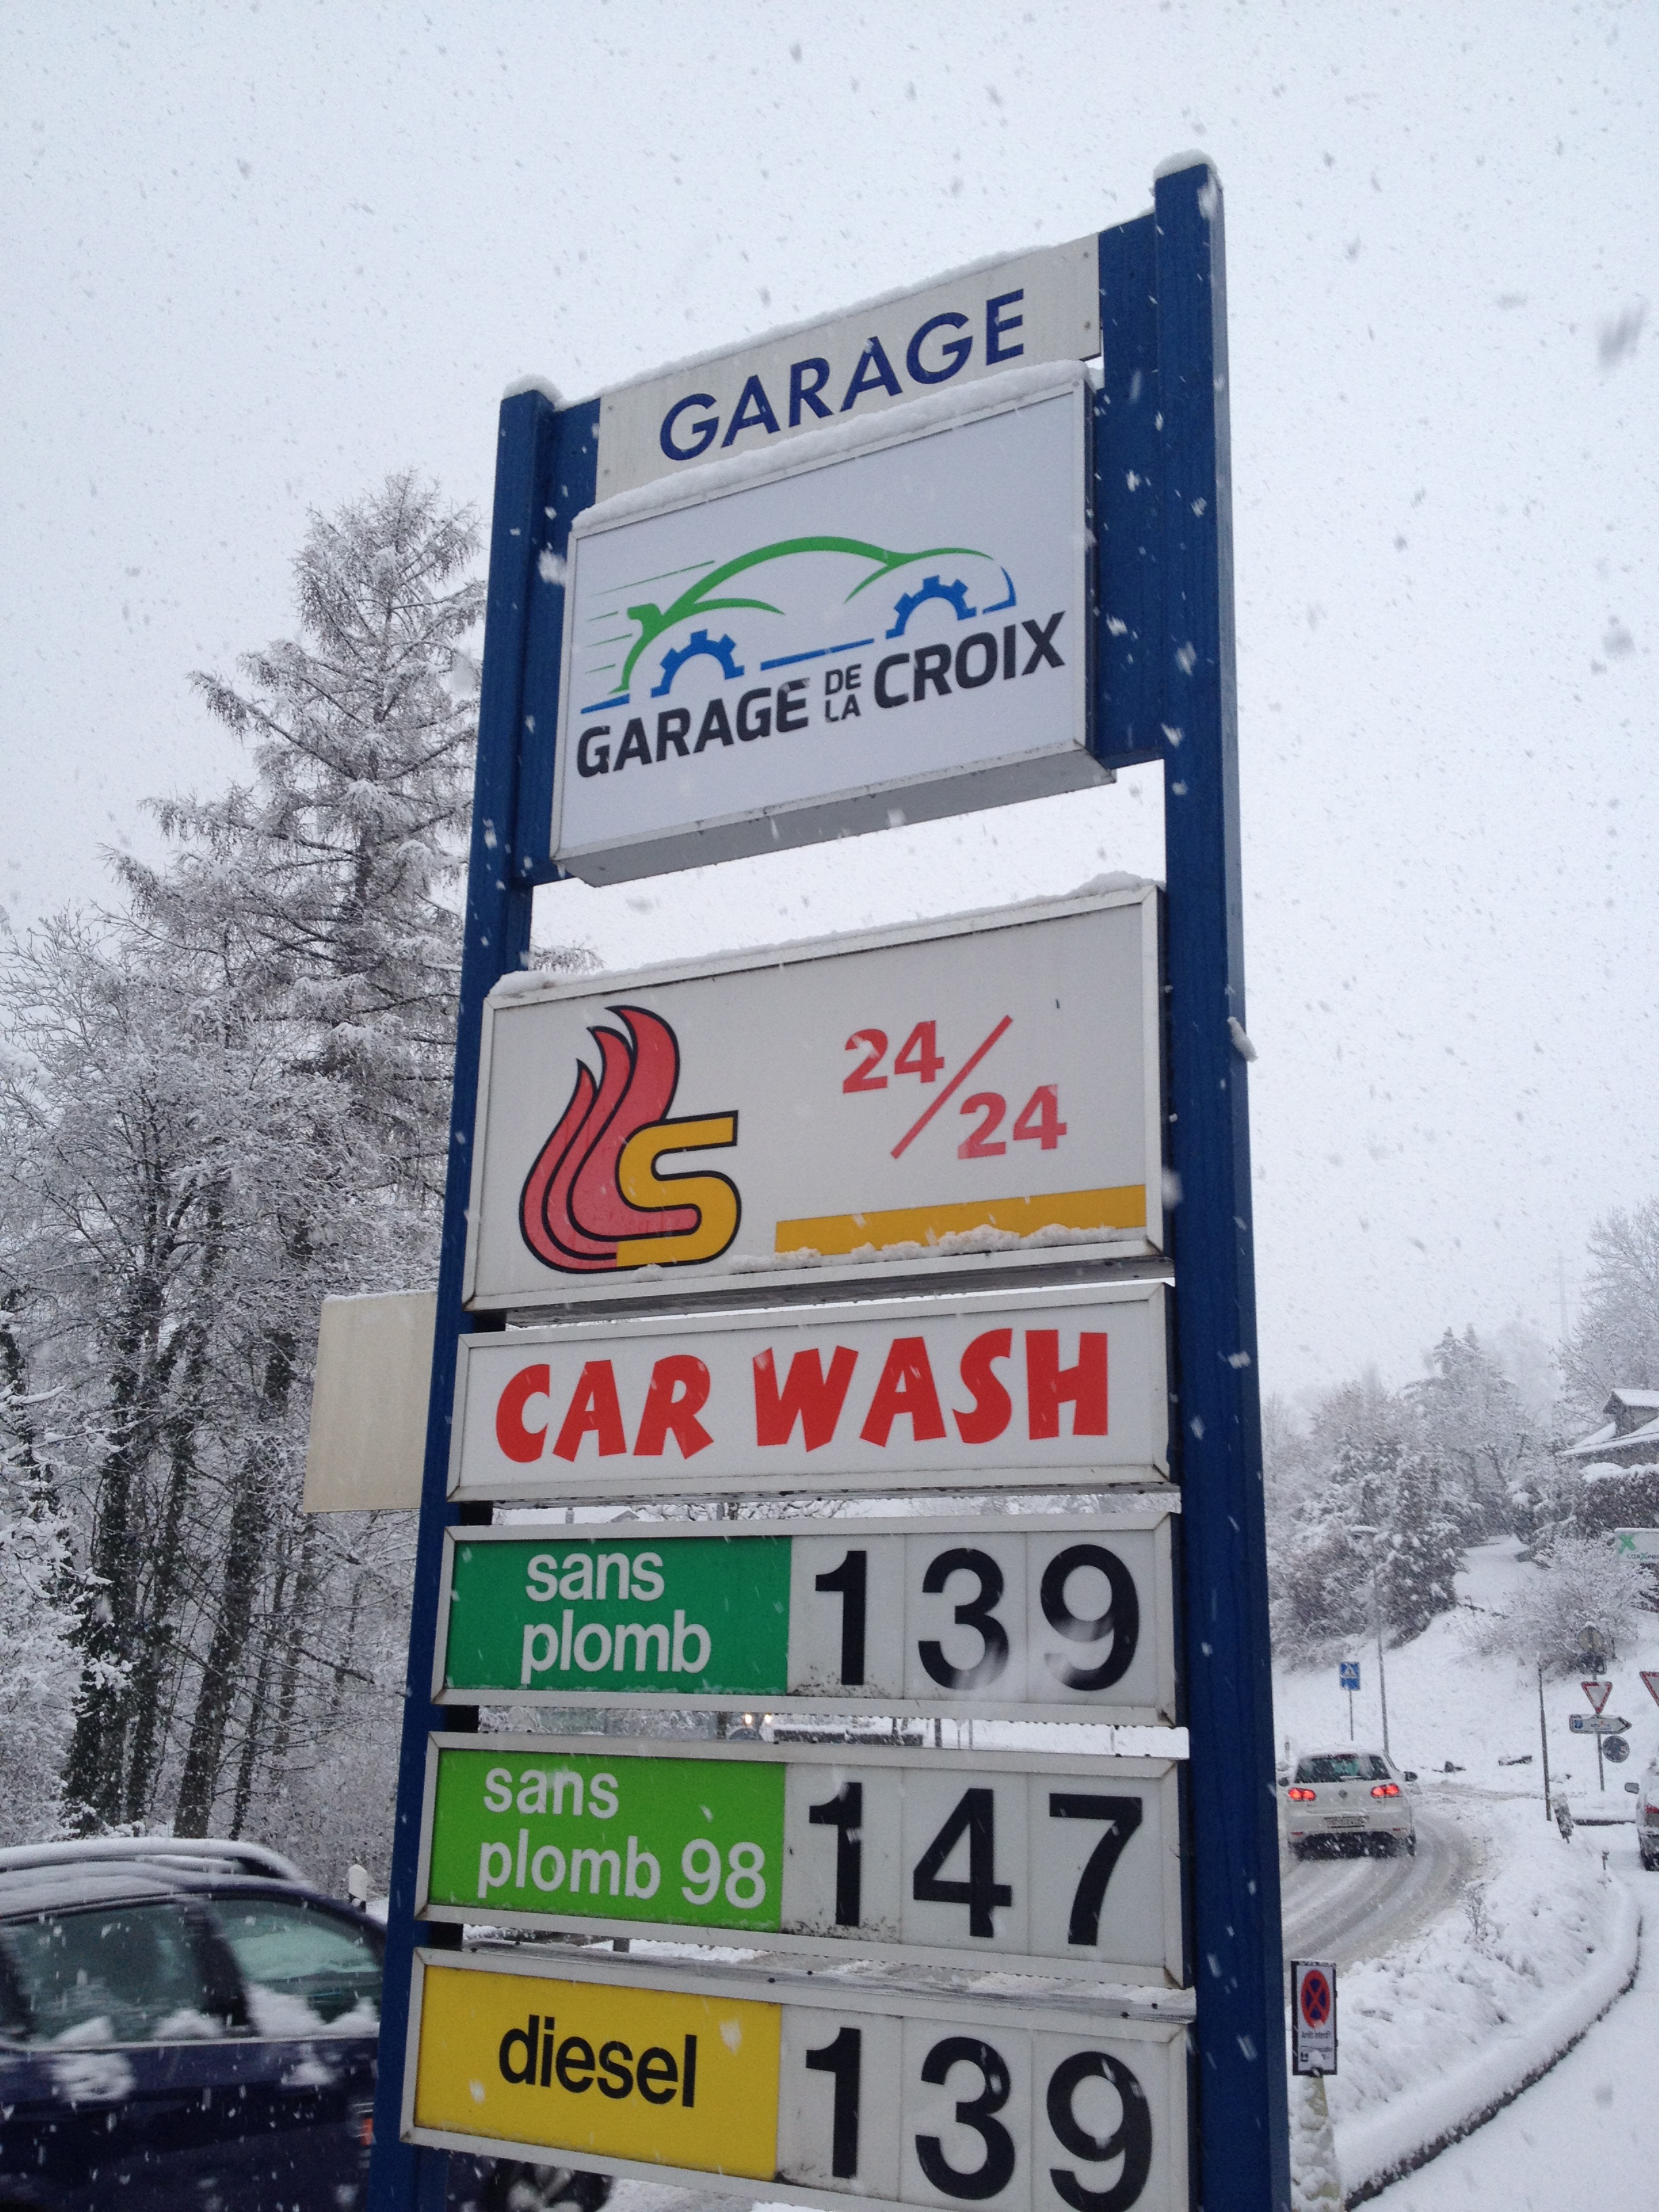 GARAGE
GARAGE DE LA CROIX
S
24/24
CAR WASH
sans
plomb
139
sans
plomb 98
147
diesel
139